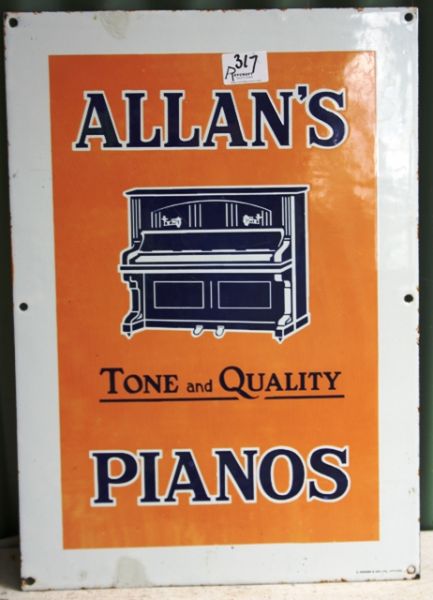 317
ALLAN'S
TONE and QUALITY
PIANOS